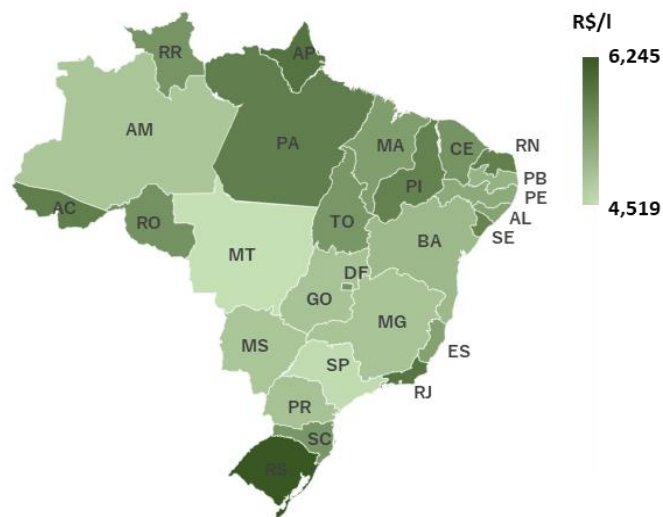 R$/l
6,245
4,519
RR
AP
AM
PA
MA
CE
RN
PB
PE
AL
SE
PI
AC
RO
TO
BA
MT
DF
GO
MG
ES
MS
SP
RJ
PR
SC
RS